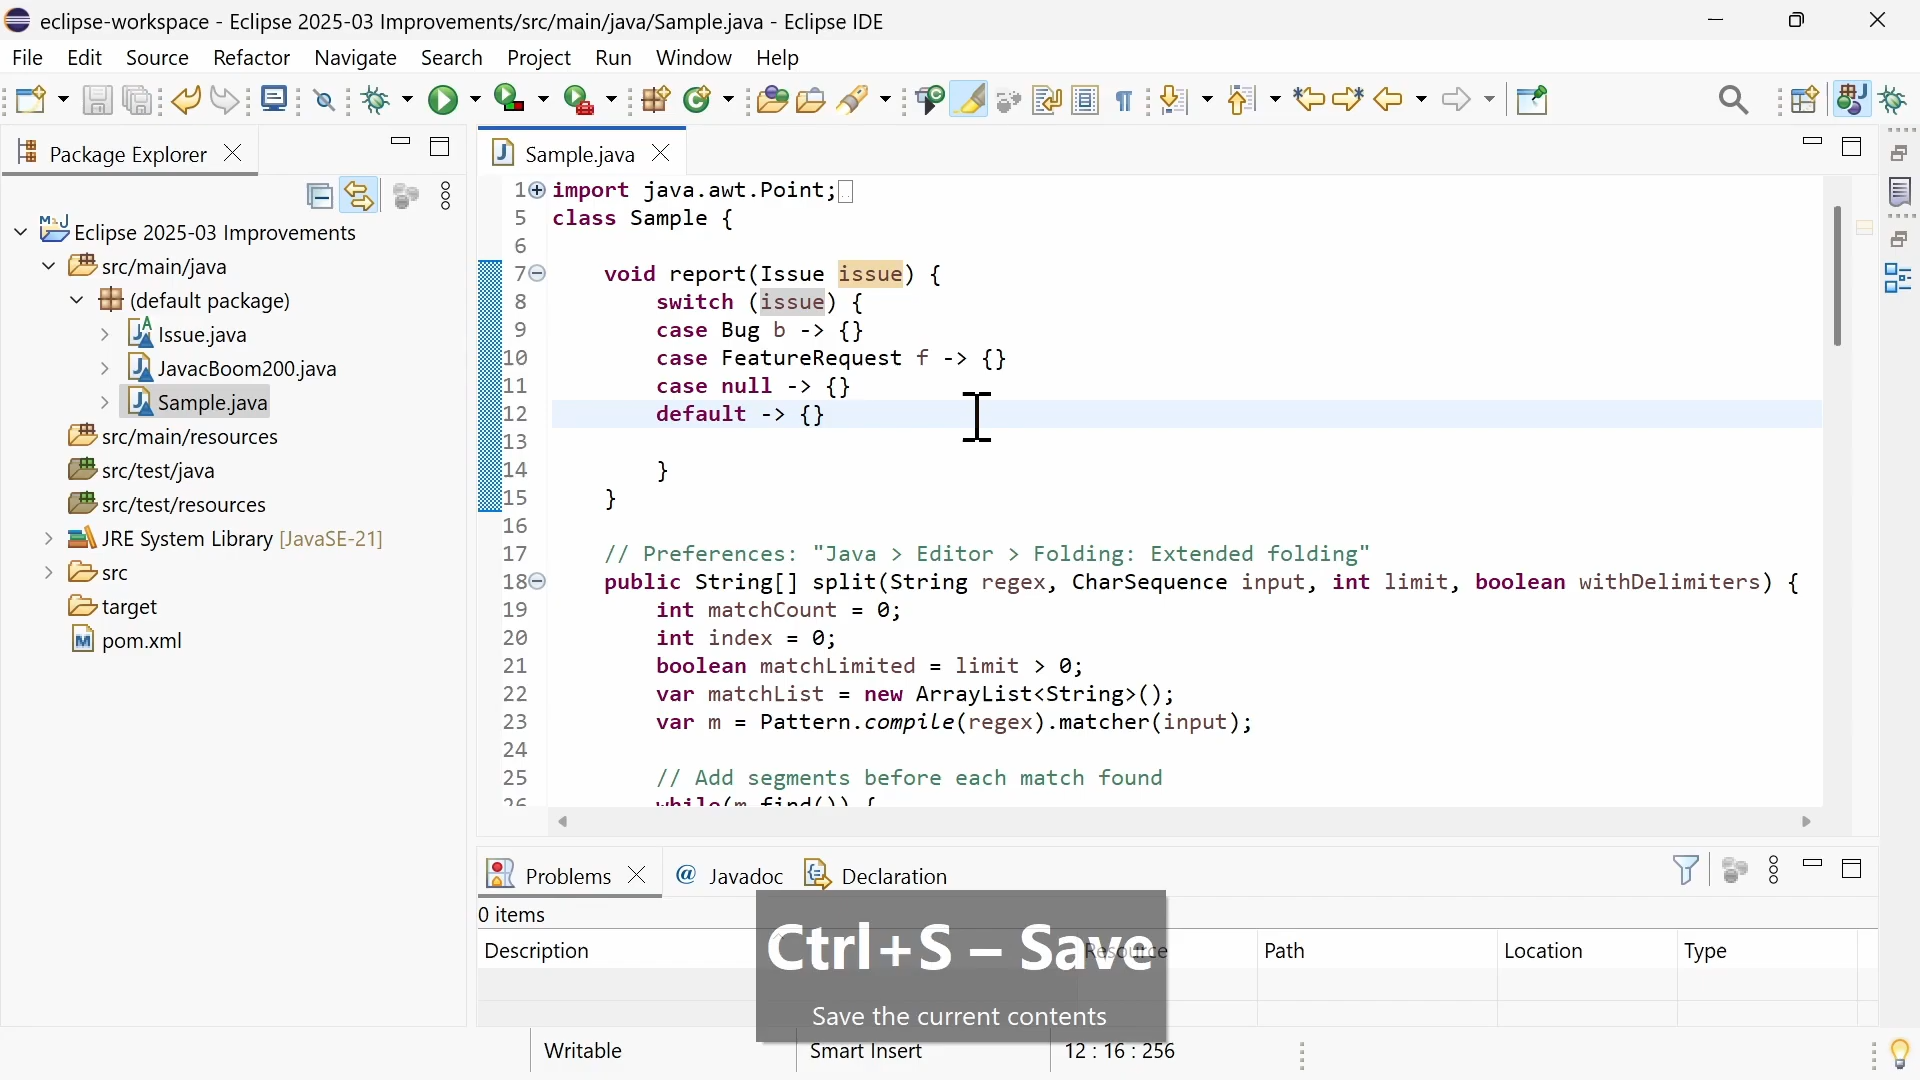 eclipse-workspace - Eclipse 2025-03 Improvements/src/main/java/Sample.java - Eclipse IDE
File Edit Source Refactor Navigate Search Project Run Window Help
Package Explorer
Eclipse 2025-03 Improvements
src/main/java
(default package)
Issue.java
JavacBoom200.java
Sample.java
src/main/resources
src/test/java
src/test/resources
JRE System Library [JavaSE-21]
src
target
pom.xml
Sample.java
1 import java.awt.Point;
5 class Sample {
6
7 void report(Issue issue) {
8 switch (issue) {
9 case Bug b -> {}
10 case FeatureRequest f -> {}
11 case null -> {}
12 default -> {}
13
14 }
15 }
16
17 // Preferences: "Java > Editor > Folding: Extended folding"
18 public String[] split(String regex, CharSequence input, int limit, boolean withDelimiters) {
19 int matchCount = 0;
20 int index = 0;
21 boolean matchLimited = limit > 0;
22 var matchList = new ArrayList<String>();
23 var m = Pattern.compile(regex).matcher(input);
24
25 // Add segments before each match found
26 while(m.find()) {
Problems Javadoc Declaration
0 items
Description Resource Path Location Type
Ctrl+S – Save
Save the current contents
Writable Smart Insert 12 : 16 : 256